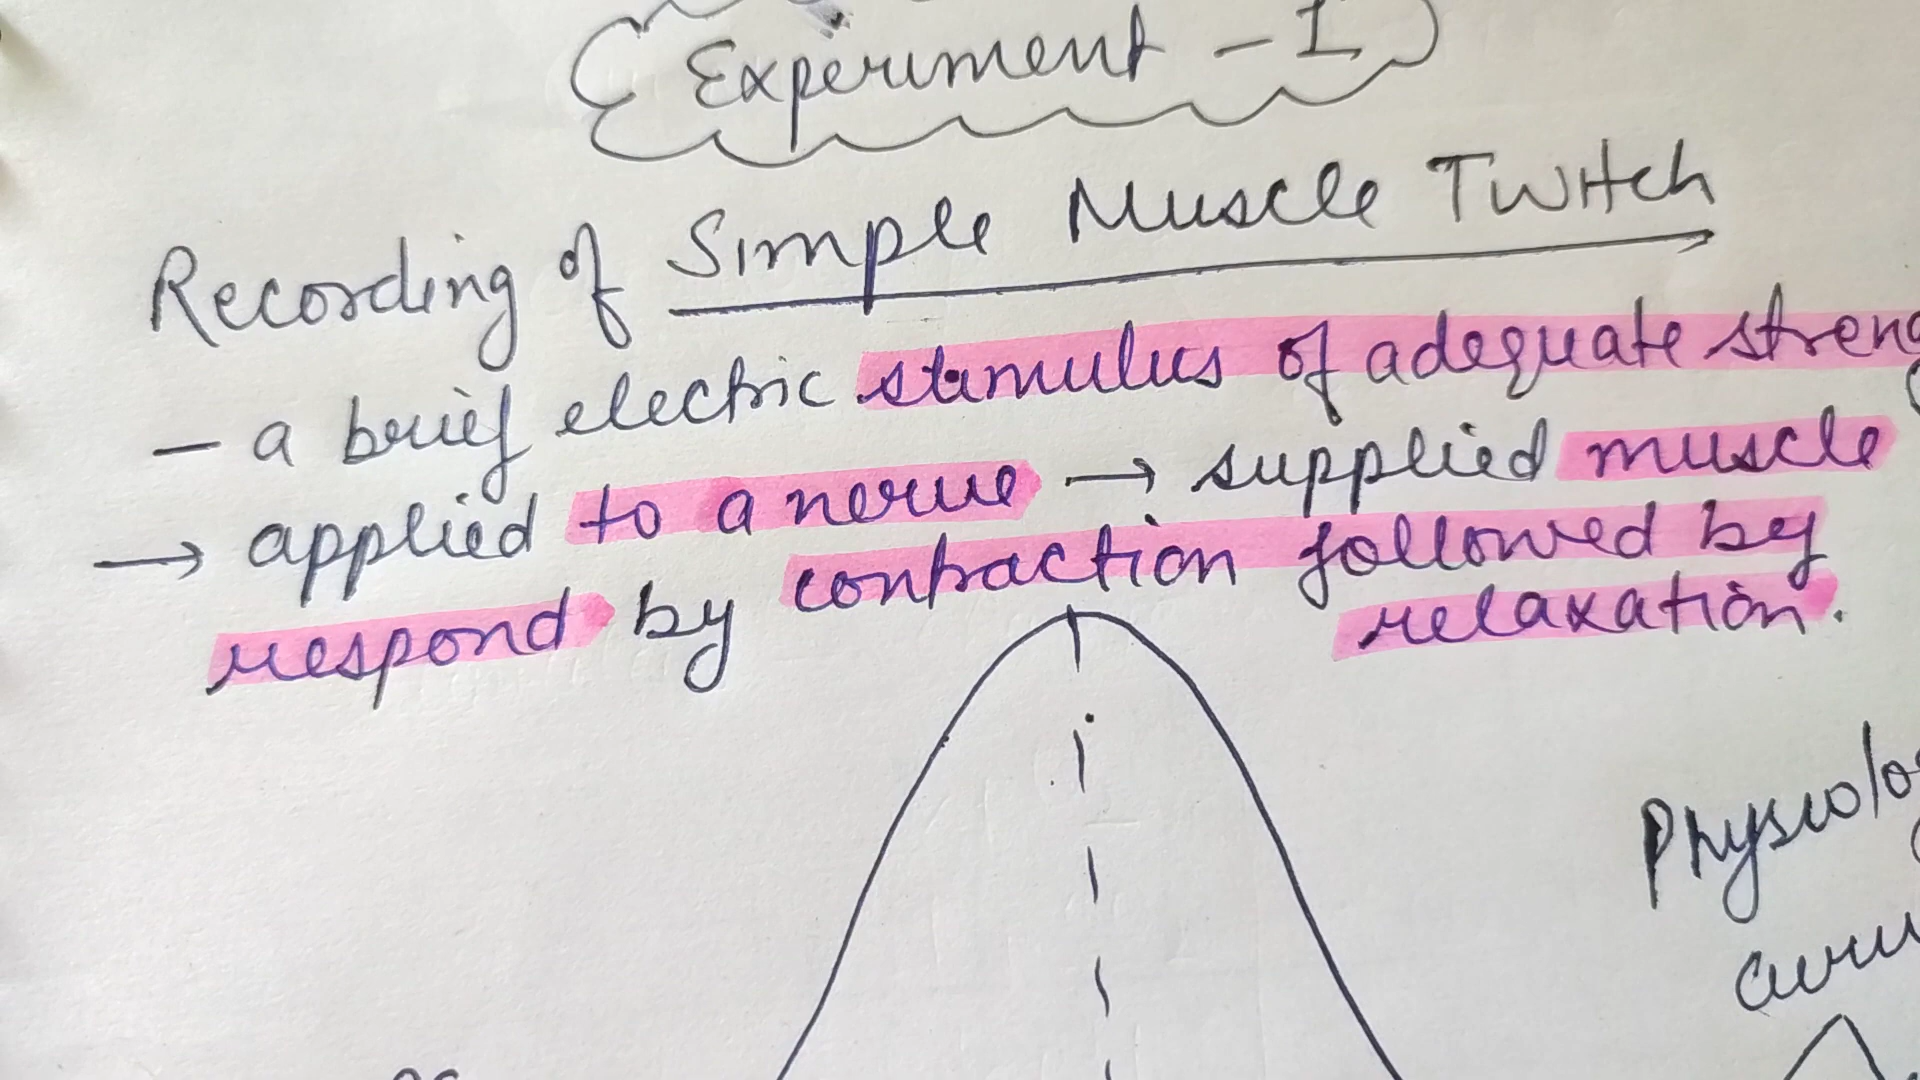 Experiment - I
Recording of Simple Muscle Twitch
- a brief electric stimulus of adequate streng
→ applied to a nerve → supplied muscle
respond by contraction followed by
relaxation.
Physiolo